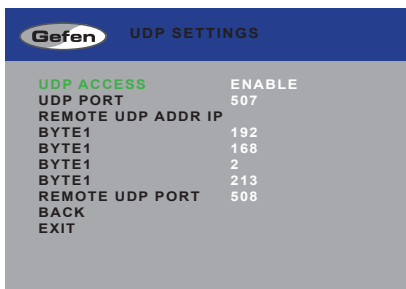 Gefen UDP SETTINGS
UDP ACCESS ENABLE
UDP PORT 507
REMOTE UDP ADDR IP
BYTE1 192
BYTE1 168
BYTE1 2
BYTE1 213
REMOTE UDP PORT 508
BACK
EXIT